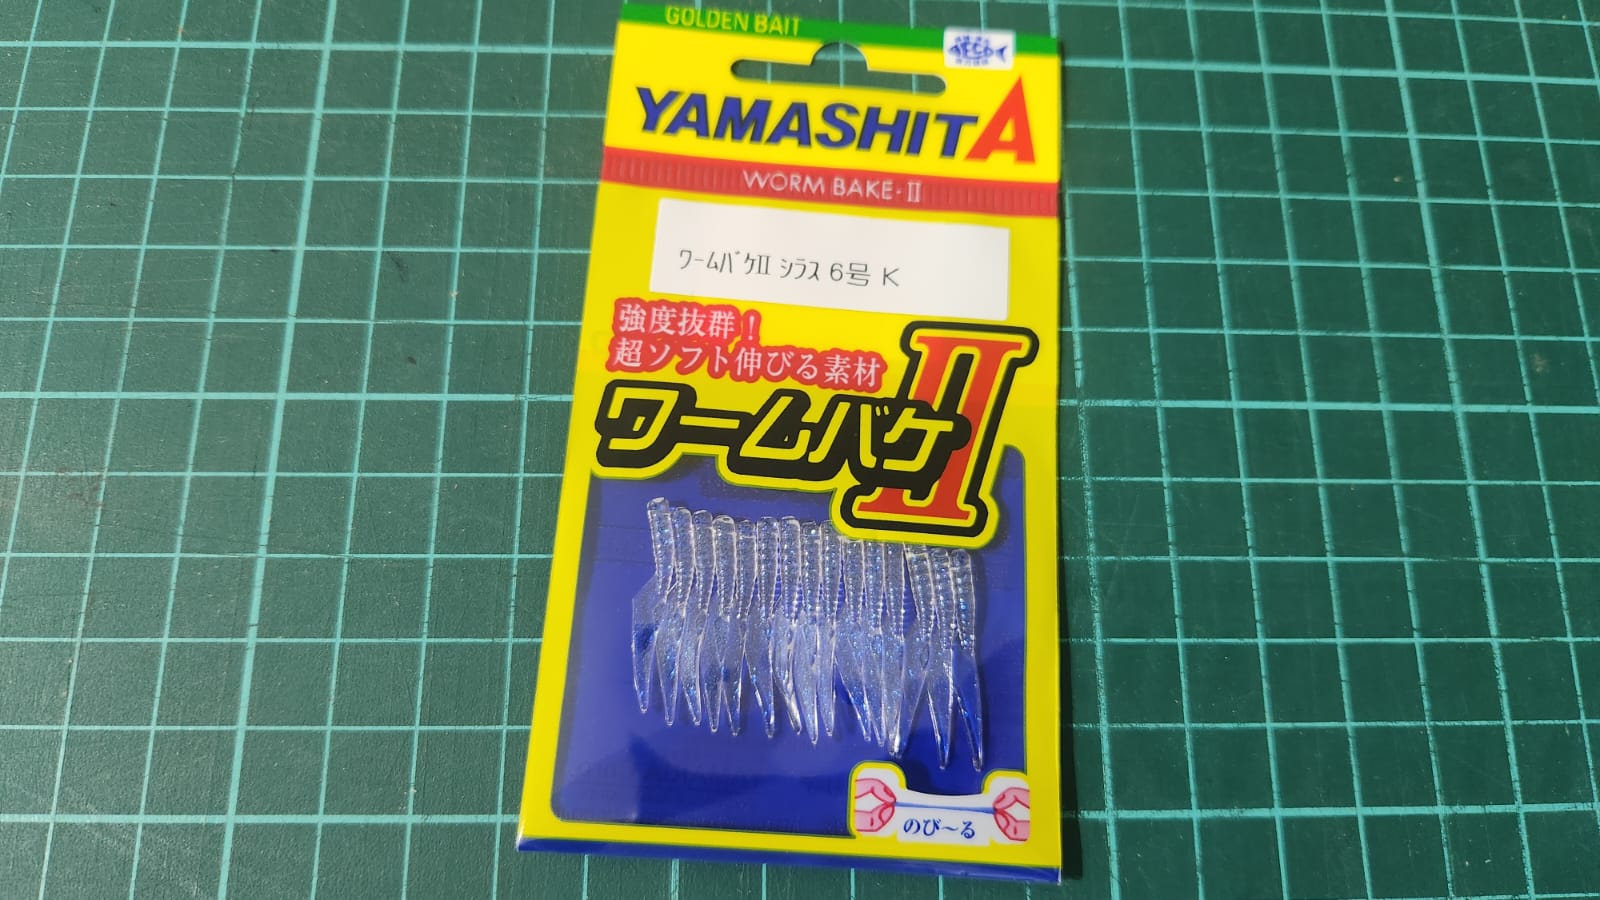 GOLDEN BAIT
YAMASHITA
WORM BAKE-II
ﾜｰﾑﾊﾞｹII ｼﾗｽ 6号 K
強度抜群！
超ソフト伸びる素材
ワームバケII
のび〜る